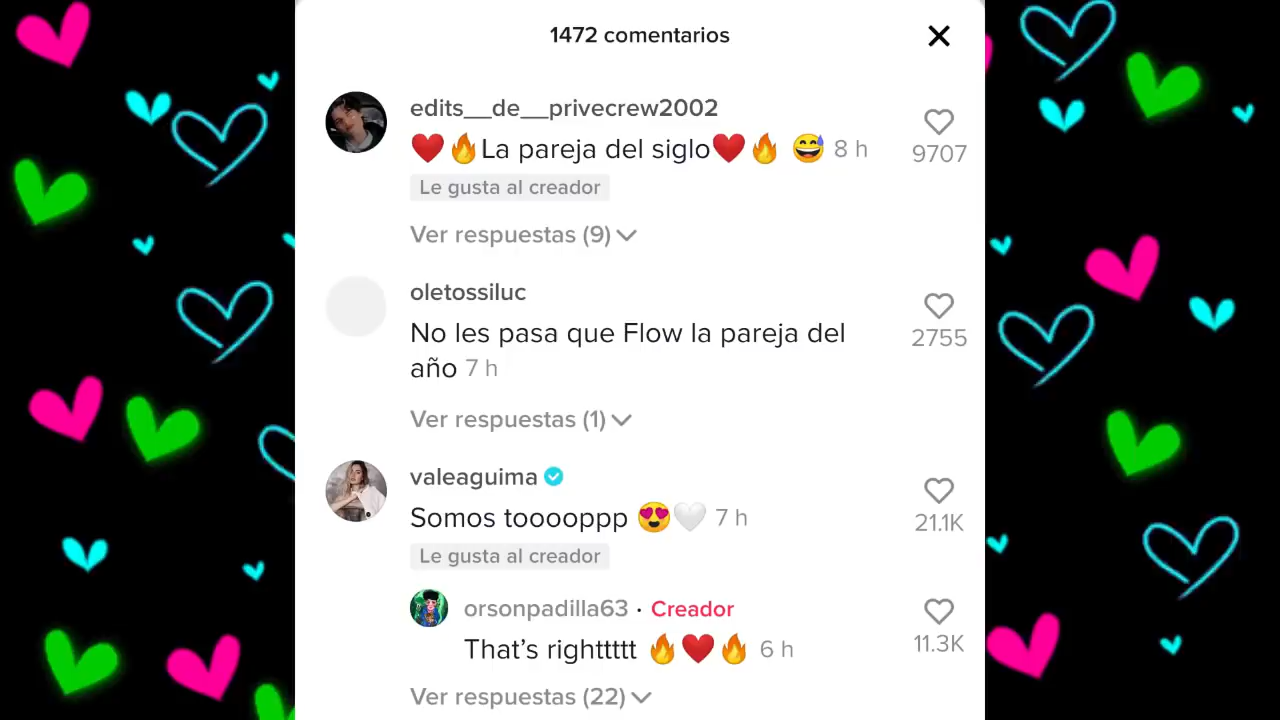 1472 comentarios
edits__de__privecrew2002
❤️🔥La pareja del siglo❤️🔥 😅 8 h
9707
Le gusta al creador
Ver respuestas (9)
oletossiluc
No les pasa que Flow la pareja del
año 7 h
2755
Ver respuestas (1)
valeaguima
Somos tooooppp 😍🤍 7 h
21.1K
Le gusta al creador
orsonpadilla63 · Creador
That’s righttttt 🔥❤️🔥 6 h
11.3K
Ver respuestas (22)